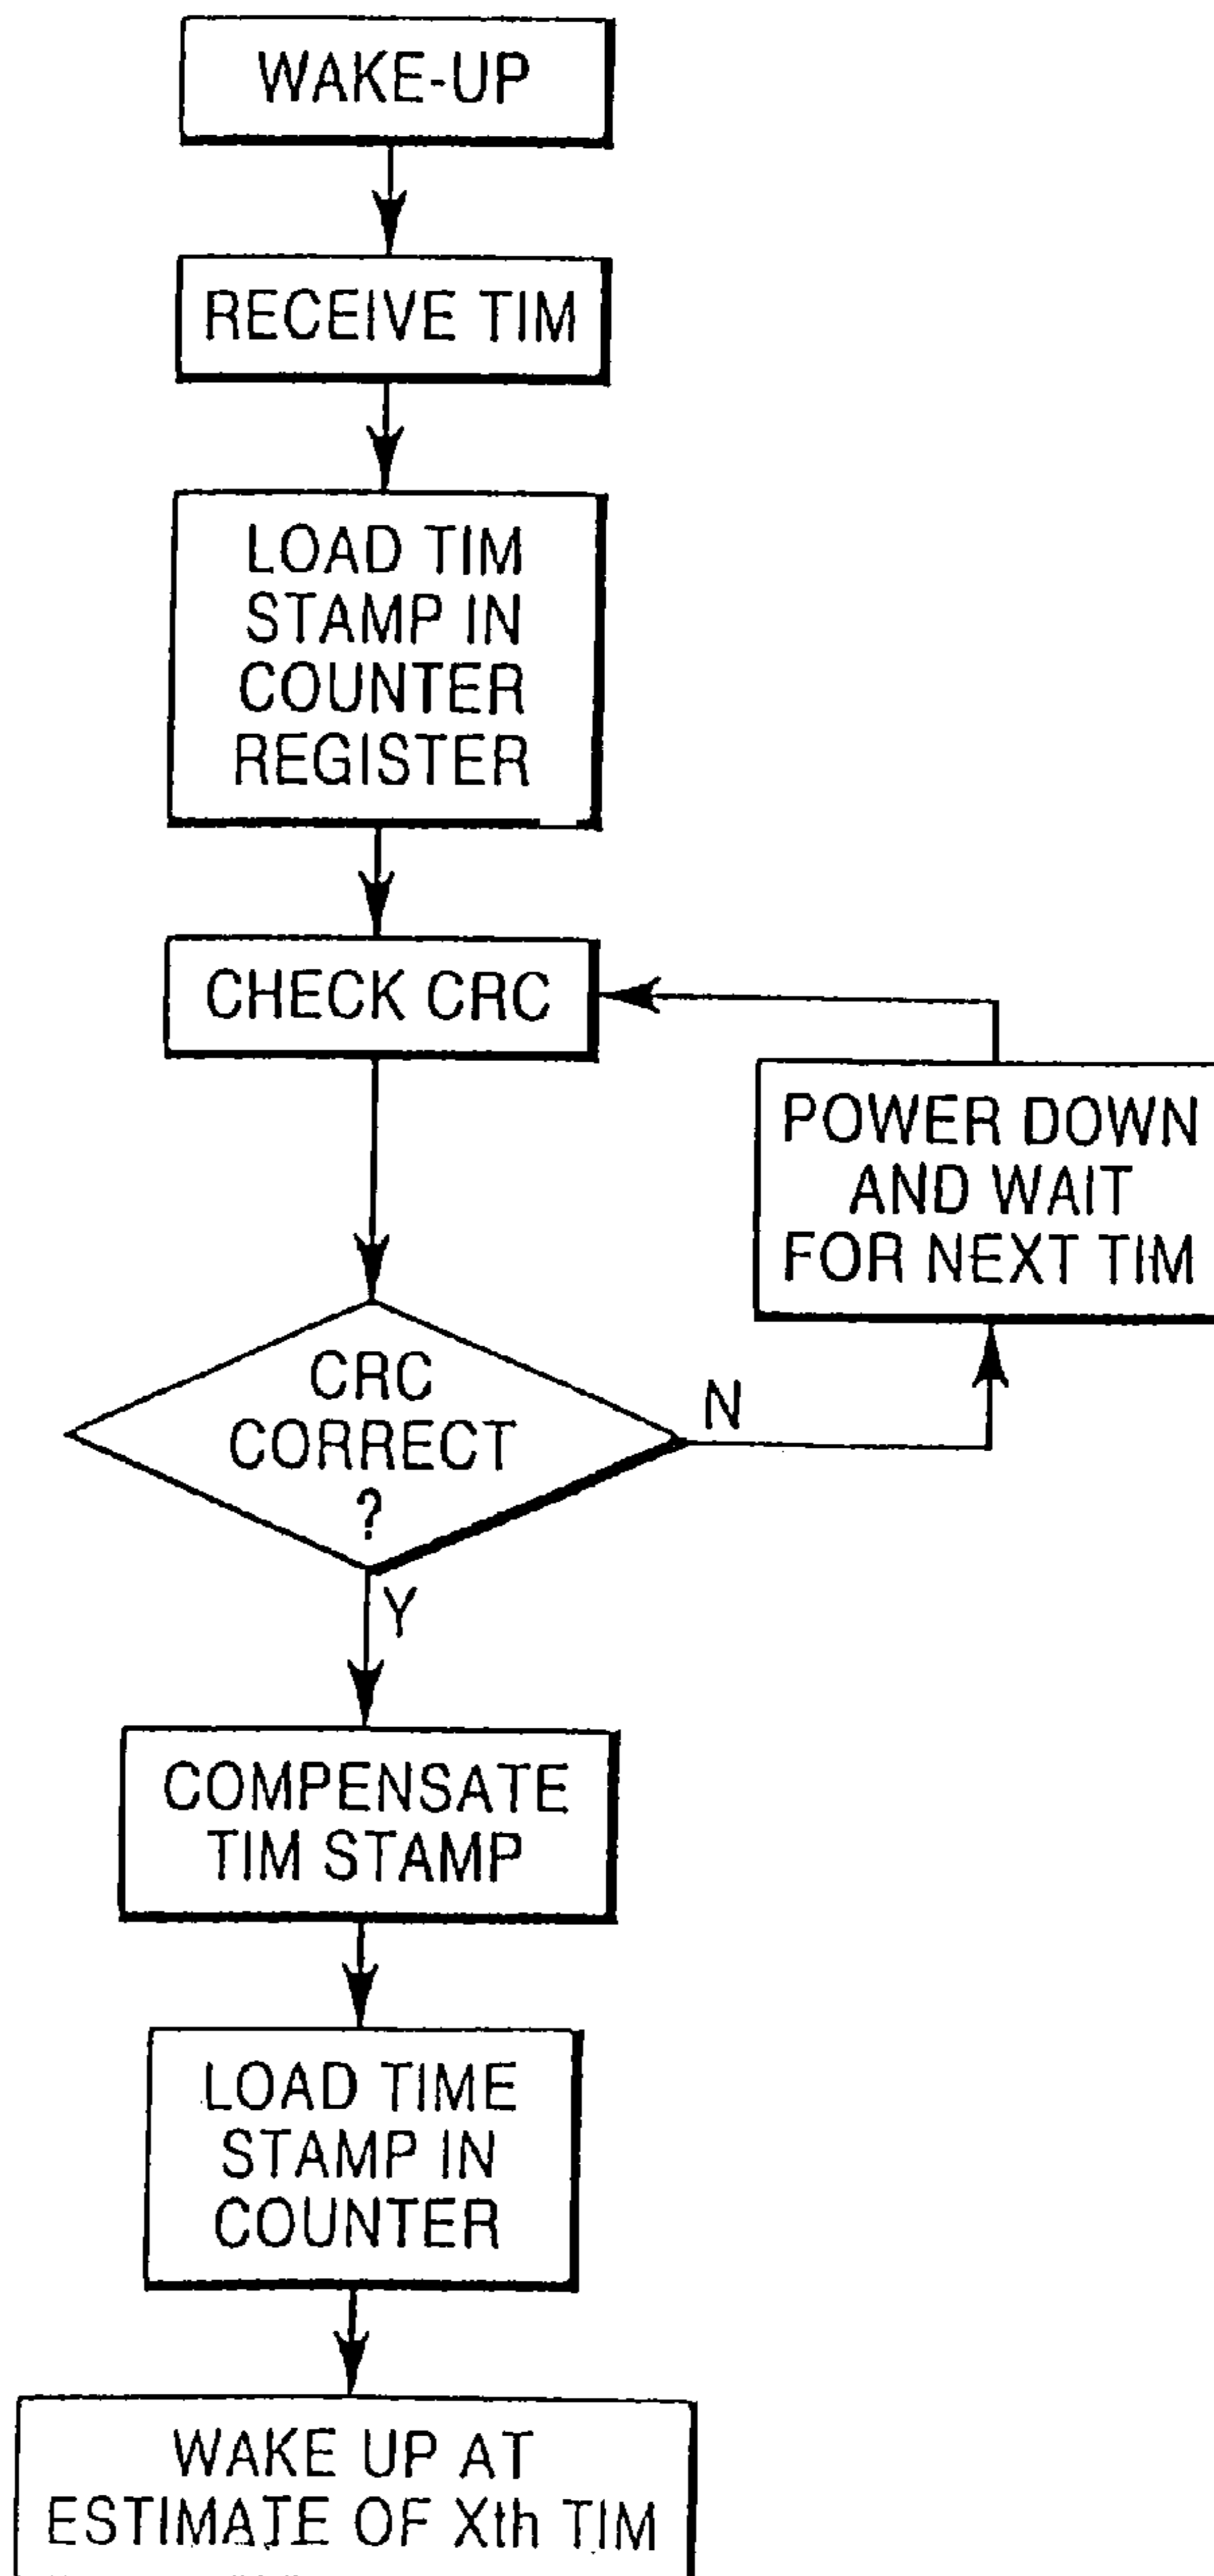 WAKE-UP
RECEIVE TIM
LOAD TIM
STAMP IN
COUNTER
REGISTER
CHECK CRC
POWER DOWN
AND WAIT
FOR NEXT TIM
CRC
CORRECT
?
N
Y
COMPENSATE
TIM STAMP
LOAD TIME
STAMP IN
COUNTER
WAKE UP AT
ESTIMATE OF Xth TIM